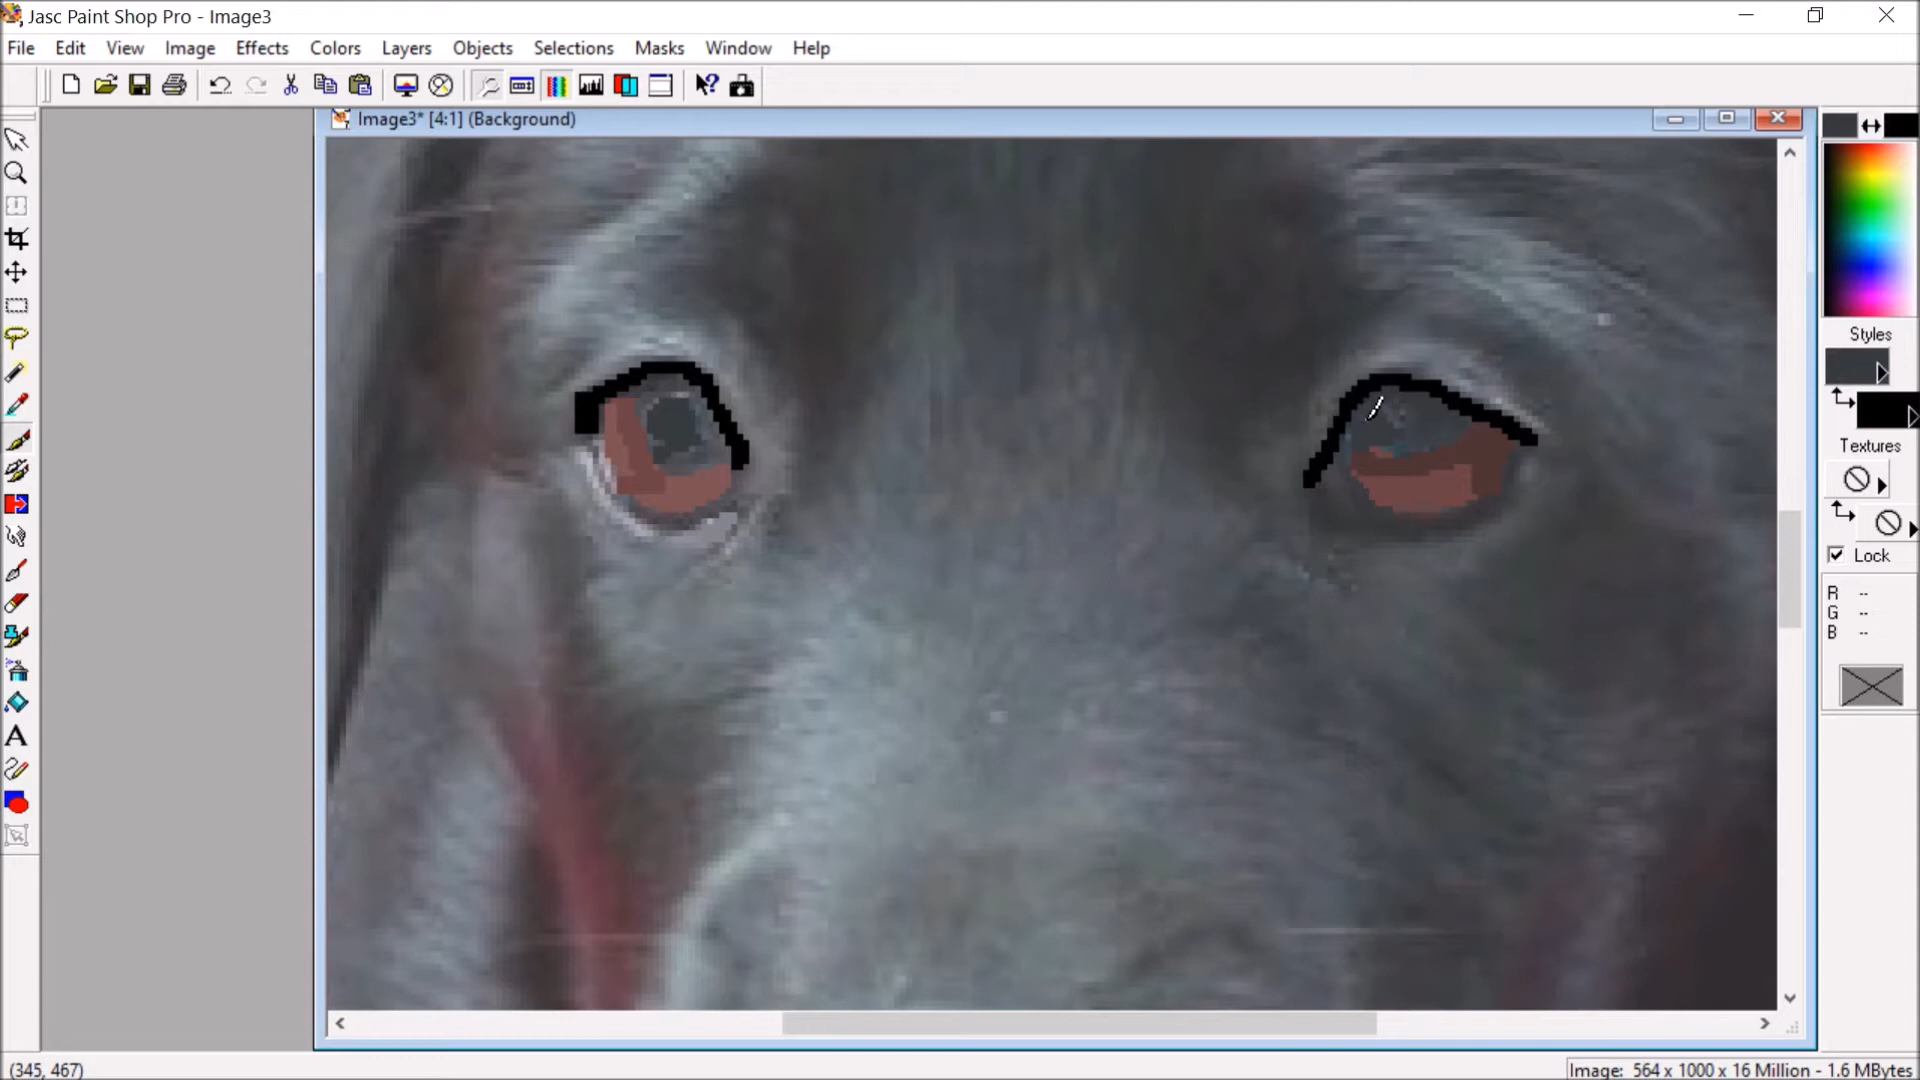 Jasc Paint Shop Pro - Image3
File Edit View Image Effects Colors Layers Objects Selections Masks Window Help
Image3* [4:1] (Background)
Styles
Textures
Lock
R --
G --
B --
(345, 467)
Image: 564 x 1000 x 16 Million - 1.6 MBytes